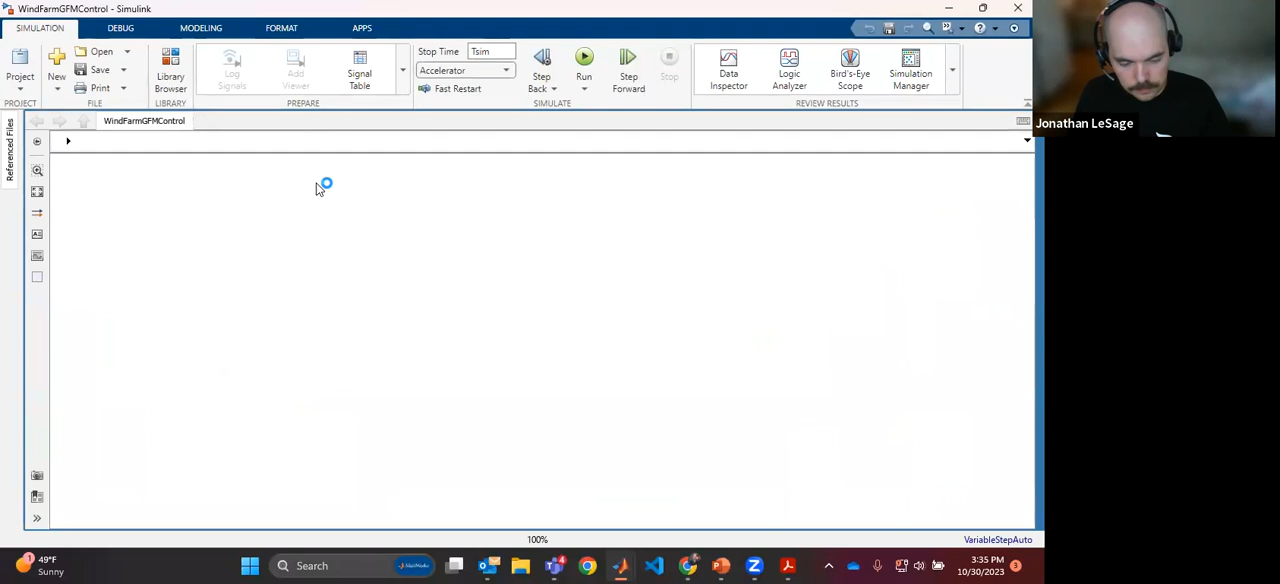 WindFarmGFMControl - Simulink
SIMULATION DEBUG MODELING FORMAT APPS
Project
New
Open
Save
Print
Library
Browser
Log
Signals
Add
Viewer
Signal
Table
Stop Time Tsim
Accelerator
Fast Restart
Step
Back
Run
Step
Forward
Stop
Data
Inspector
Logic
Analyzer
Bird's-Eye
Scope
Simulation
Manager
PROJECT FILE LIBRARY PREPARE SIMULATE REVIEW RESULTS
WindFarmGFMControl
Referenced Files
Jonathan LeSage
100%
VariableStepAuto
49°F
Sunny
Search
3:35 PM
10/30/2023